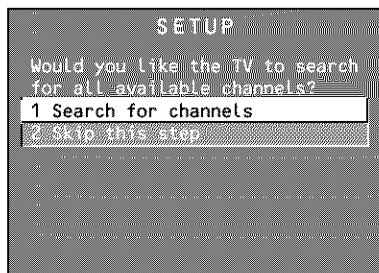 SETUP
Would you like the TV to search
for all available channels?
1 Search for channels
2 Skip this step